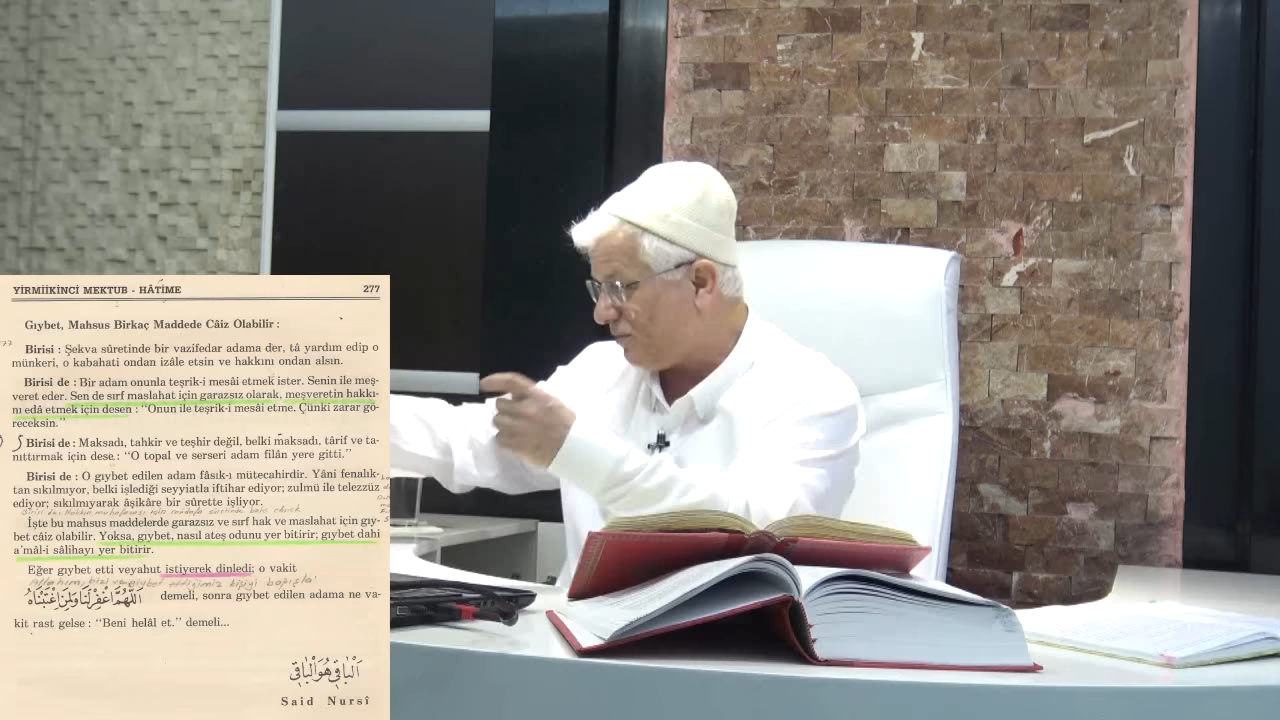 YİRMİİKİNCİ MEKTUB - HÂTİME 277
Gıybet, Mahsus Birkaç Maddede Câiz Olabilir :
Birisi : Şekva sûretinde bir vazifedar adama der, tâ yardım edip o
münkeri, o kabahati ondan izâle etsin ve hakkını ondan alsın.
Birisi de : Bir adam onunla teşrik-i mesâi etmek ister. Senin ile meş-
veret eder. Sen de sırf maslahat için garazsız olarak, meşveretin hakkı-
nı edâ etmek için desen : "Onun ile teşrik-i mesâi etme. Çünki zarar gö-
receksin."
Birisi de : Maksadı, tahkir ve teşhir değil, belki maksadı, târif ve ta-
nıttırmak için dese : "O topal ve serseri adam filân yere gitti."
Birisi de : O gıybet edilen adam fâsık-ı mütecahirdir. Yâni fenalık-
tan sıkılmıyor, belki işlediği seyyiatla iftihar ediyor; zulmü ile telezzüz
ediyor; sıkılmıyarak âşikâre bir sûrette işliyor.
İşte bu mahsus maddelerde garazsız ve sırf hak ve maslahat için gıy-
bet câiz olabilir. Yoksa, gıybet, nasıl ateş odunu yer bitirir; gıybet dahi
a'mâl-i sâlihayı yer bitirir.
Eğer gıybet etti veyahut istiyerek dinledi; o vakit
Allahım, bizi ve gıybet ettiğimiz kişiyi bağışla
اَللّٰهُمَّ اغْفِرْ لَنَا وَلِمَنِ اغْتَبْنَاهُ demeli, sonra gıybet edilen adama ne va-
kit rast gelse : "Beni helâl et." demeli...
اَلْبَاقِى هُوَ الْبَاقِى
Said Nursî